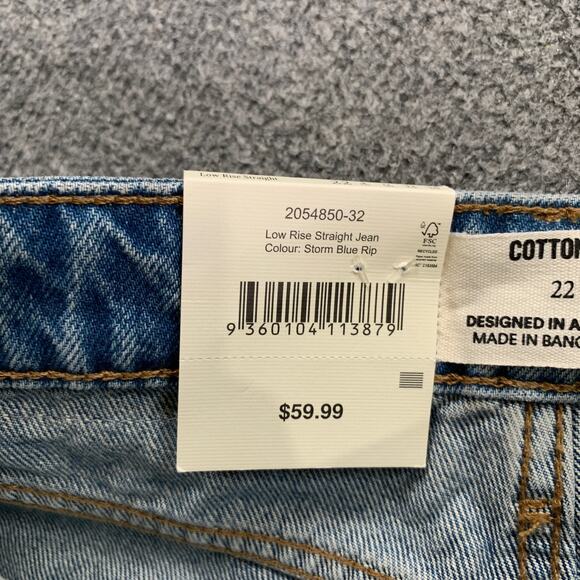 Low Rise Straight
2054850-32
Low Rise Straight Jean
Colour: Storm Blue Rip
FSC
RECYCLED
9 360104 113879
$59.99
COTTO
22
DESIGNED IN A
MADE IN BANG